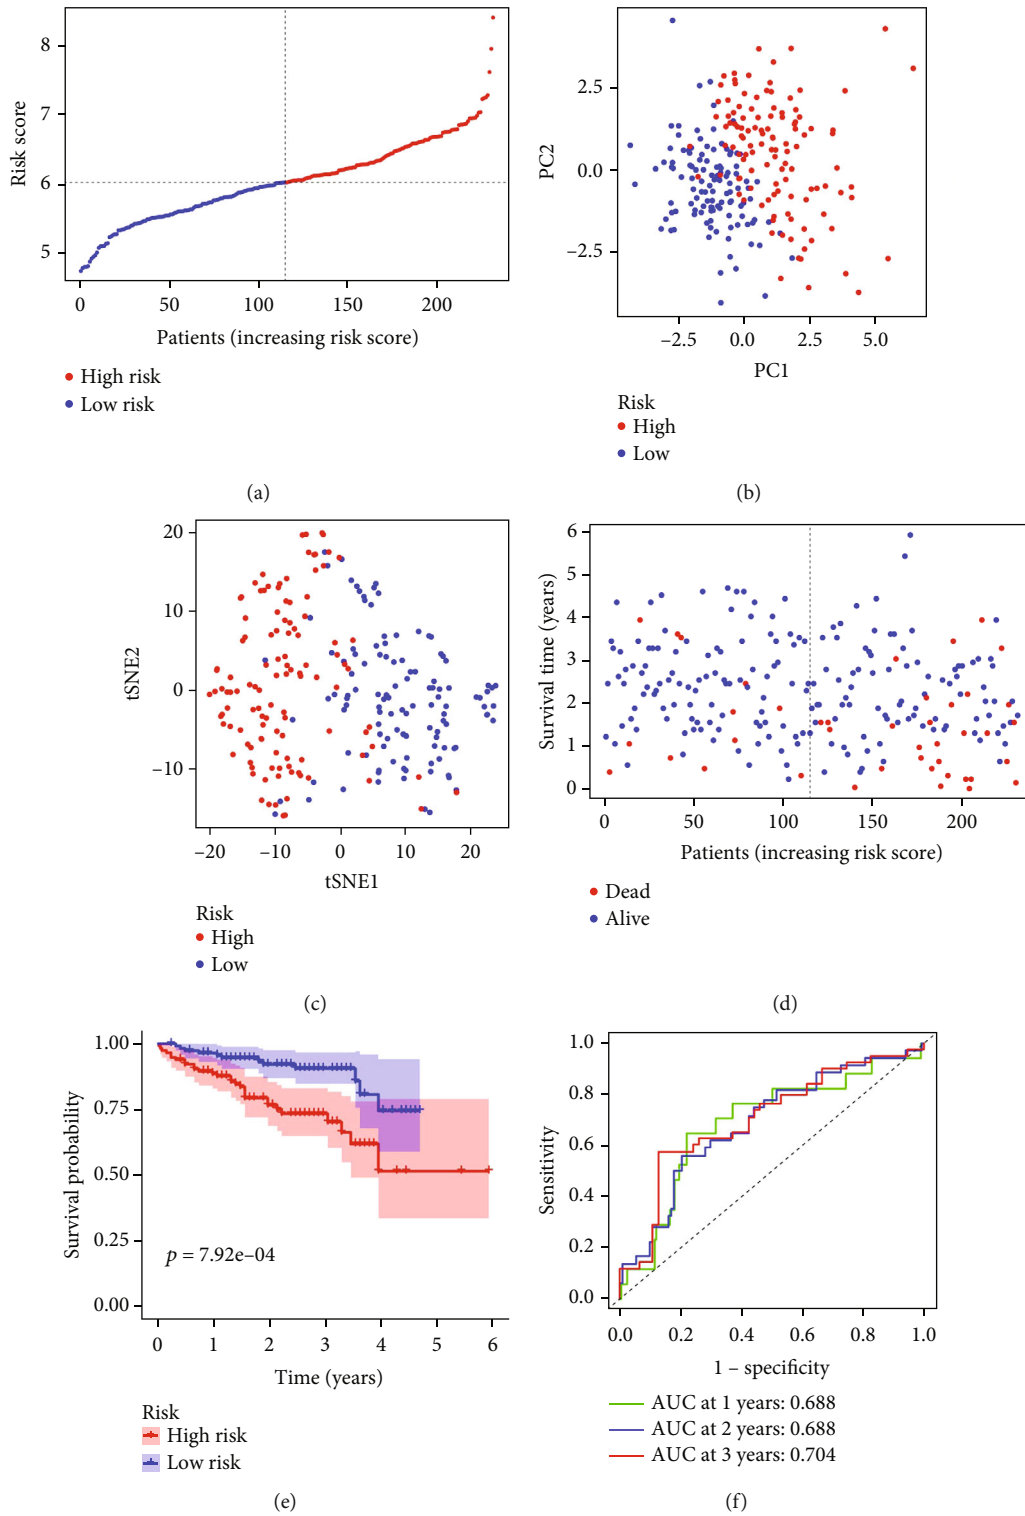 8
7
6
5
Risk score
0 50 100 150 200
Patients (increasing risk score)
High risk
Low risk
(a)
2.5
0.0
−2.5
PC2
−2.5 0.0 2.5 5.0
PC1
Risk
High
Low
(b)
20
10
0
−10
tSNE2
−20 −10 0 10 20
tSNE1
Risk
High
Low
(c)
6
5
4
3
2
1
0
Survival time (years)
0 50 100 150 200
Patients (increasing risk score)
Dead
Alive
(d)
1.00
0.75
0.50
0.25
0.00
Survival probability
p = 7.92e–04
0 1 2 3 4 5 6
Time (years)
Risk
High risk
Low risk
(e)
1.0
0.8
0.6
0.4
0.2
0.0
Sensitivity
0.0 0.2 0.4 0.6 0.8 1.0
1 – specificity
AUC at 1 years: 0.688
AUC at 2 years: 0.688
AUC at 3 years: 0.704
(f)